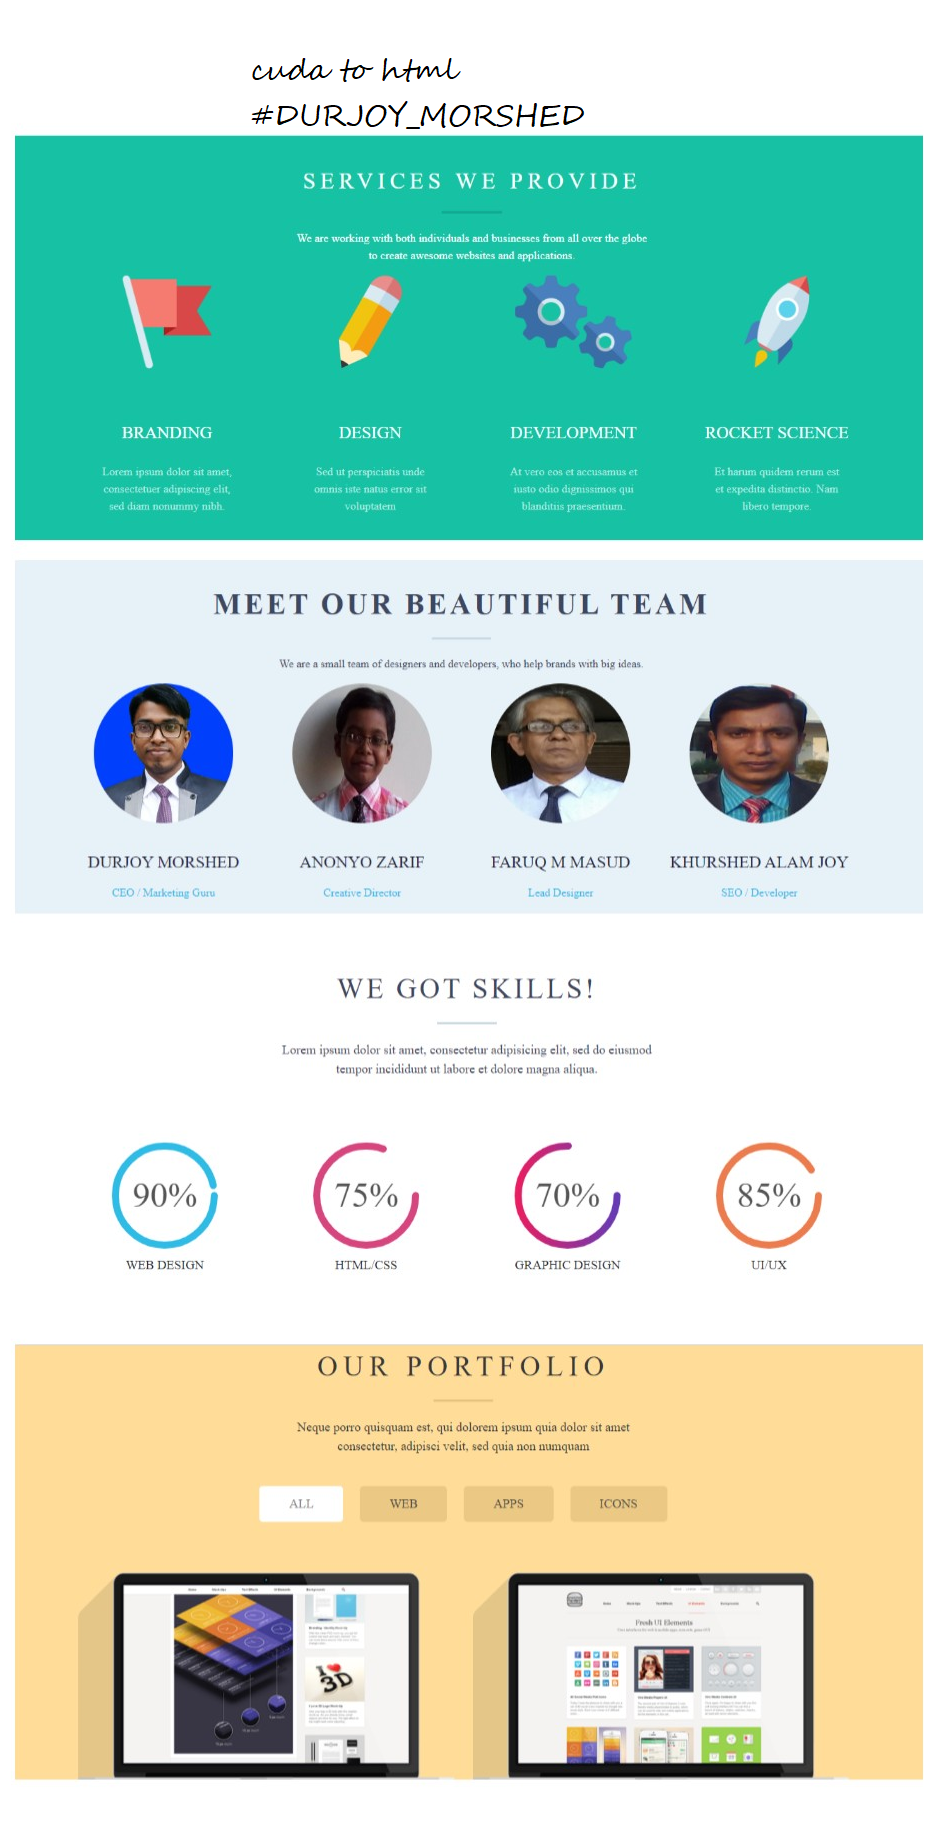 cuda to html
#DURJOY_MORSHED
SERVICES WE PROVIDE
We are working with both individuals and businesses from all over the globe
to create awesome websites and applications.
BRANDING
Lorem ipsum dolor sit amet,
consectetuer adipiscing elit,
sed diam nonummy nibh.
DESIGN
Sed ut perspiciatis unde
omnis iste natus error sit
voluptatem
DEVELOPMENT
At vero eos et accusamus et
iusto odio dignissimos qui
blanditiis praesentium.
ROCKET SCIENCE
Et harum quidem rerum est
et expedita distinctio. Nam
libero tempore.
MEET OUR BEAUTIFUL TEAM
We are a small team of designers and developers, who help brands with big ideas.
DURJOY MORSHED
CEO / Marketing Guru
ANONYO ZARIF
Creative Director
FARUQ M MASUD
Lead Designer
KHURSHED ALAM JOY
SEO / Developer
WE GOT SKILLS!
Lorem ipsum dolor sit amet, consectetur adipisicing elit, sed do eiusmod
tempor incididunt ut labore et dolore magna aliqua.
90%
WEB DESIGN
75%
HTML/CSS
70%
GRAPHIC DESIGN
85%
UI/UX
OUR PORTFOLIO
Neque porro quisquam est, qui dolorem ipsum quia dolor sit amet
consectetur, adipisci velit, sed quia non numquam
ALL
WEB
APPS
ICONS
I
3D
Fresh UI Elements